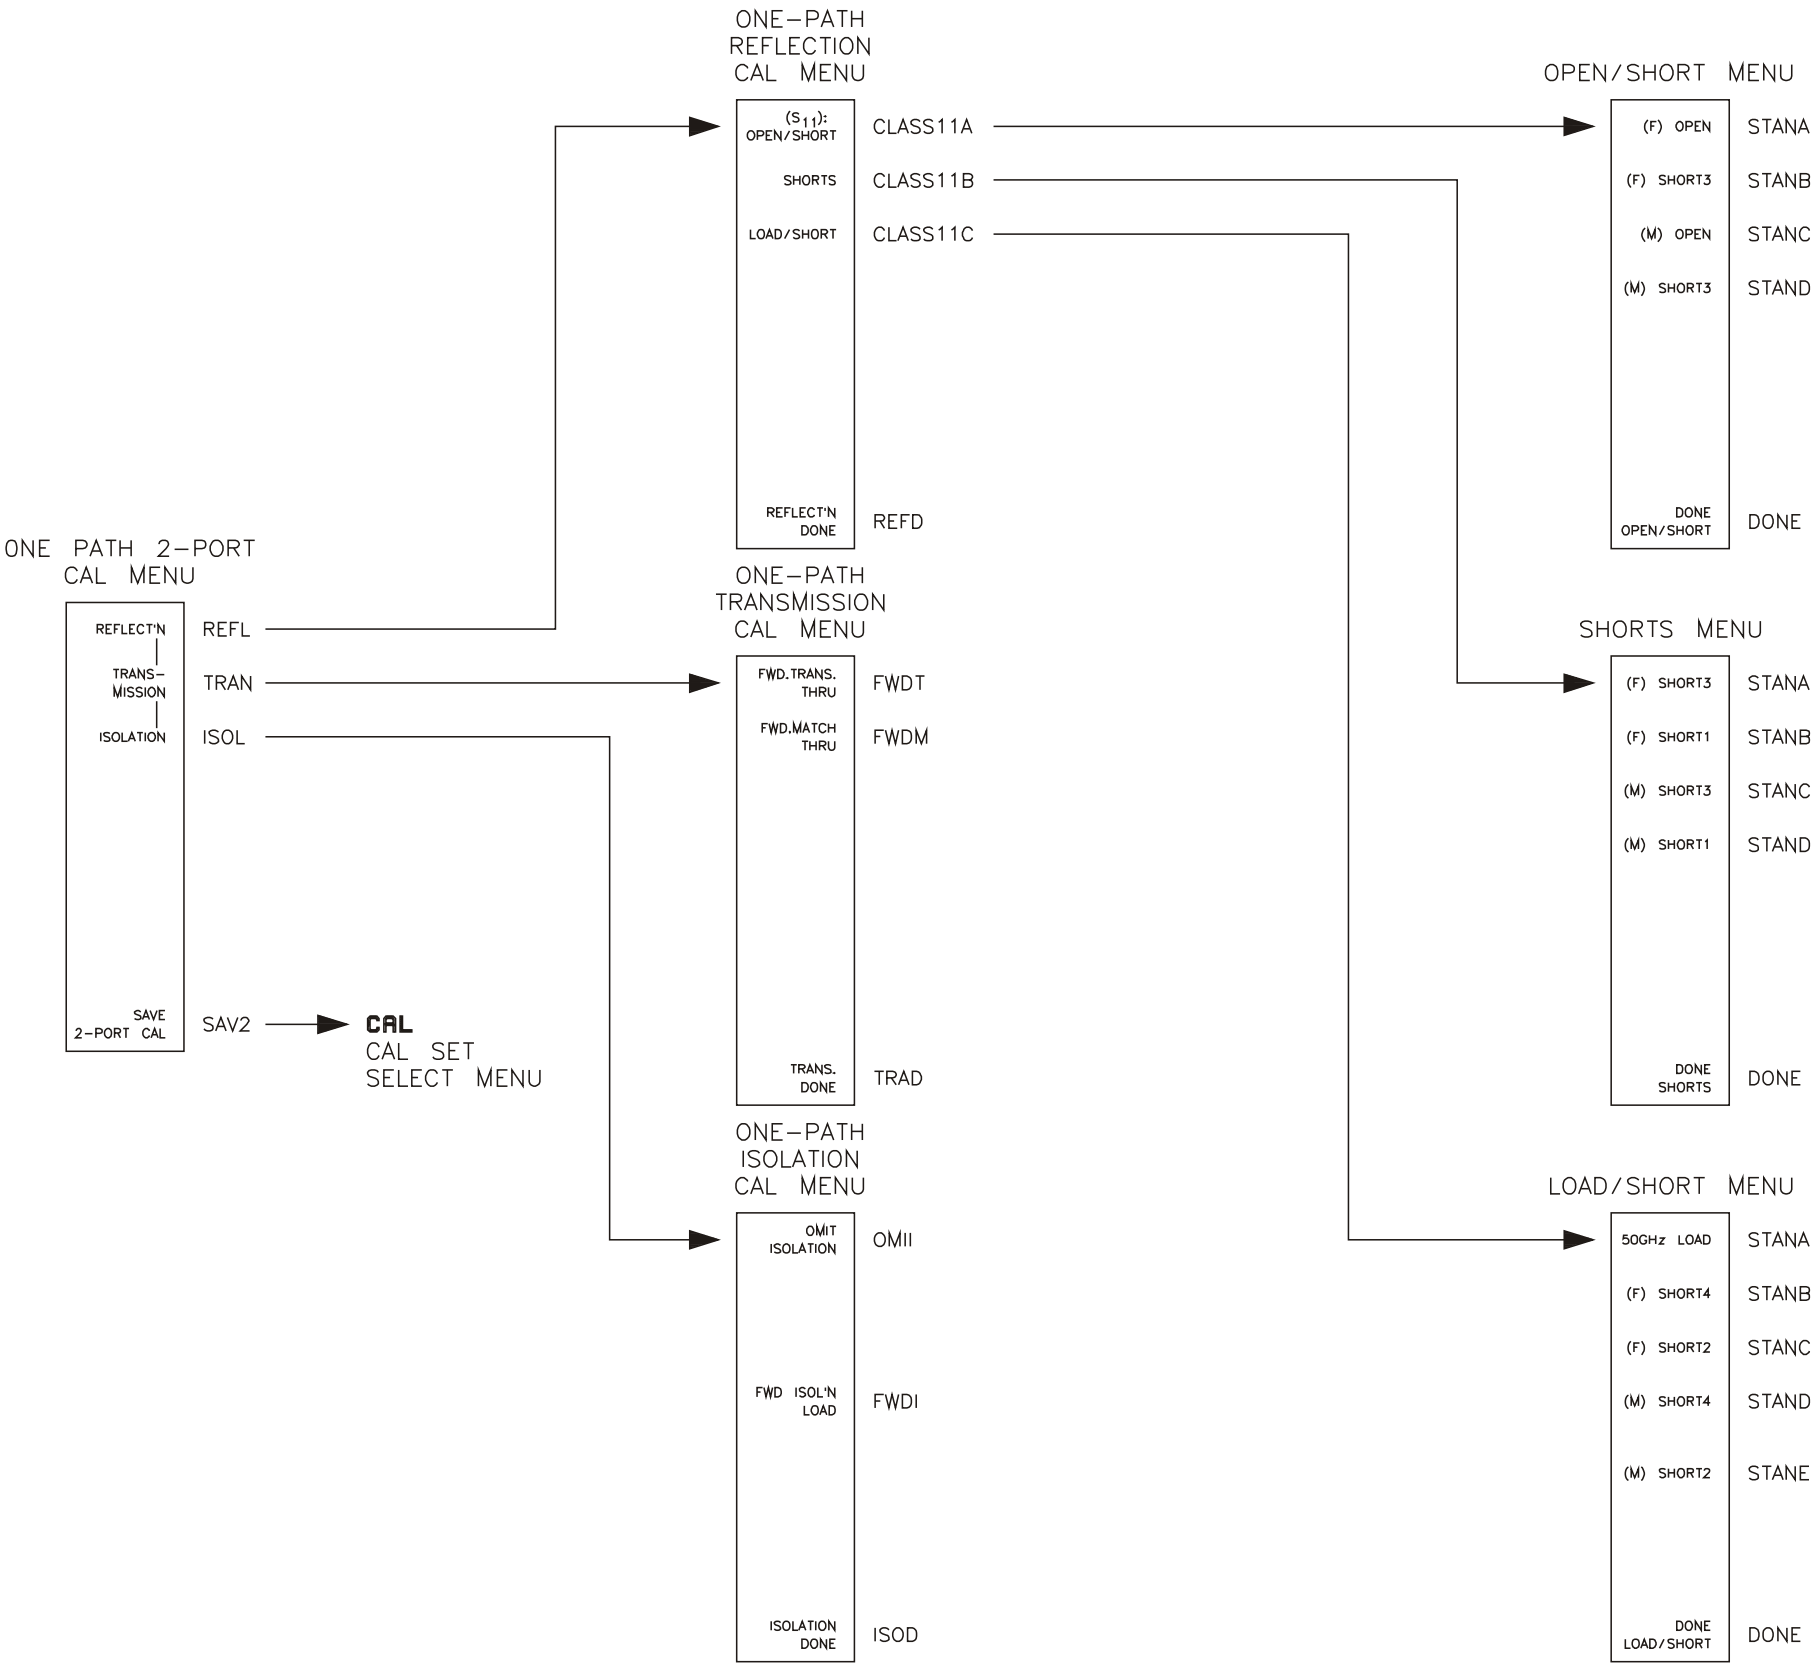 ONE PATH 2-PORT
CAL MENU
REFLECT'N REFL
TRANS-
MISSION TRAN
ISOLATION ISOL
SAVE
2-PORT CAL SAV2
CAL
CAL SET
SELECT MENU
ONE-PATH
REFLECTION
CAL MENU
(S11):
OPEN/SHORT CLASS11A
SHORTS CLASS11B
LOAD/SHORT CLASS11C
REFLECT'N
DONE REFD
ONE-PATH
TRANSMISSION
CAL MENU
FWD.TRANS.
THRU FWDT
FWD.MATCH
THRU FWDM
TRANS.
DONE TRAD
ONE-PATH
ISOLATION
CAL MENU
OMIT
ISOLATION OMII
FWD ISOL'N
LOAD FWDI
ISOLATION
DONE ISOD
OPEN/SHORT MENU
(F) OPEN STANA
(F) SHORT3 STANB
(M) OPEN STANC
(M) SHORT3 STAND
DONE
OPEN/SHORT DONE
SHORTS MENU
(F) SHORT3 STANA
(F) SHORT1 STANB
(M) SHORT3 STANC
(M) SHORT1 STAND
DONE
SHORTS DONE
LOAD/SHORT MENU
50GHz LOAD STANA
(F) SHORT4 STANB
(F) SHORT2 STANC
(M) SHORT4 STAND
(M) SHORT2 STANE
DONE
LOAD/SHORT DONE